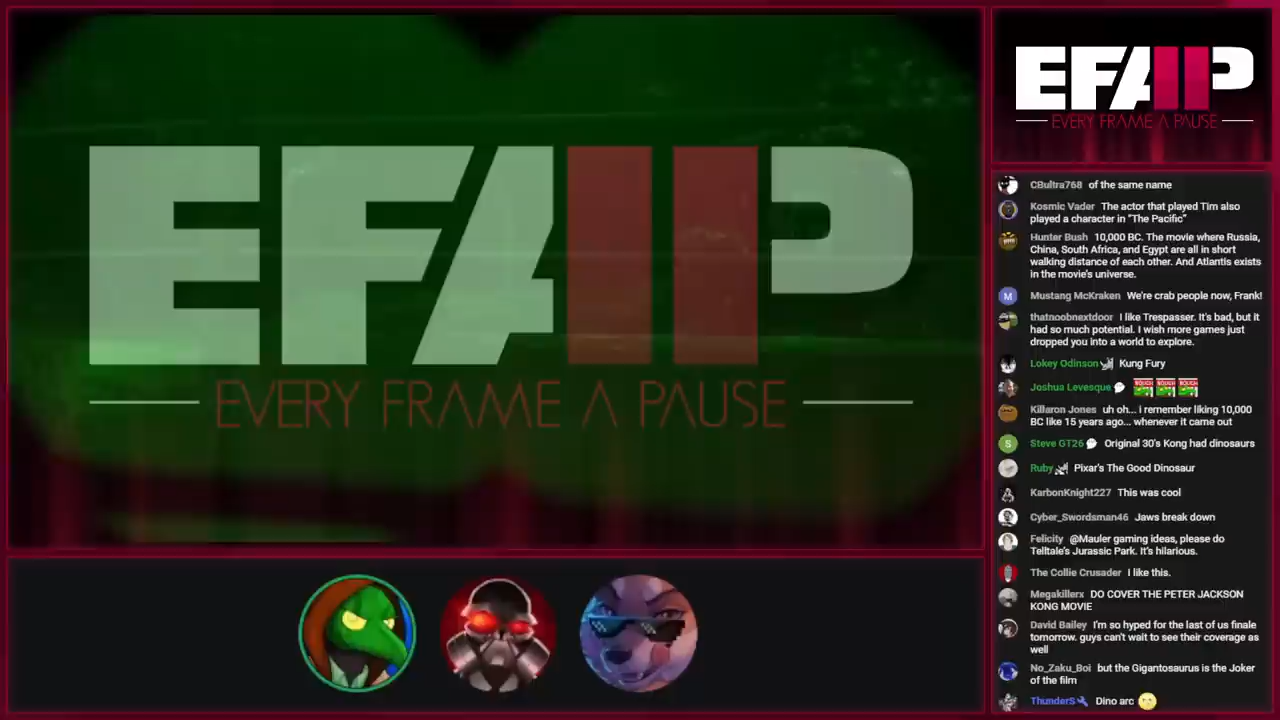 EFAP
EVERY FRAME A PAUSE
EFAP
EVERY FRAME A PAUSE
CBultra768 of the same name
Kosmic Vader The actor that played Tim also
played a character in "The Pacific"
Hunter Bush 10,000 BC. The movie where Russia,
China, South Africa, and Egypt are all in short
walking distance of each other. And Atlantis exists
in the movie's universe.
M
Mustang McKraken We're crab people now, Frank!
thatnoobnextdoor I like Trespasser. It's bad, but it
had so much potential. I wish more games just
dropped you into a world to explore.
Lokey Odinson Kung Fury
Joshua Levesque
Killaron Jones uh oh... i remember liking 10,000
BC like 15 years ago... whenever it came out
S
Steve GT26 Original 30's Kong had dinosaurs
Ruby Pixar's The Good Dinosaur
KarbonKnight227 This was cool
Cyber_Swordsman46 Jaws break down
Felicity @Mauler gaming ideas, please do
Telltale's Jurassic Park. It's hilarious.
The Collie Crusader I like this.
Megakillerx DO COVER THE PETER JACKSON
KONG MOVIE
David Bailey I'm so hyped for the last of us finale
tomorrow. guys can't wait to see their coverage as
well
No_Zaku_Boi but the Gigantosaurus is the Joker
of the film
ThunderS Dino arc